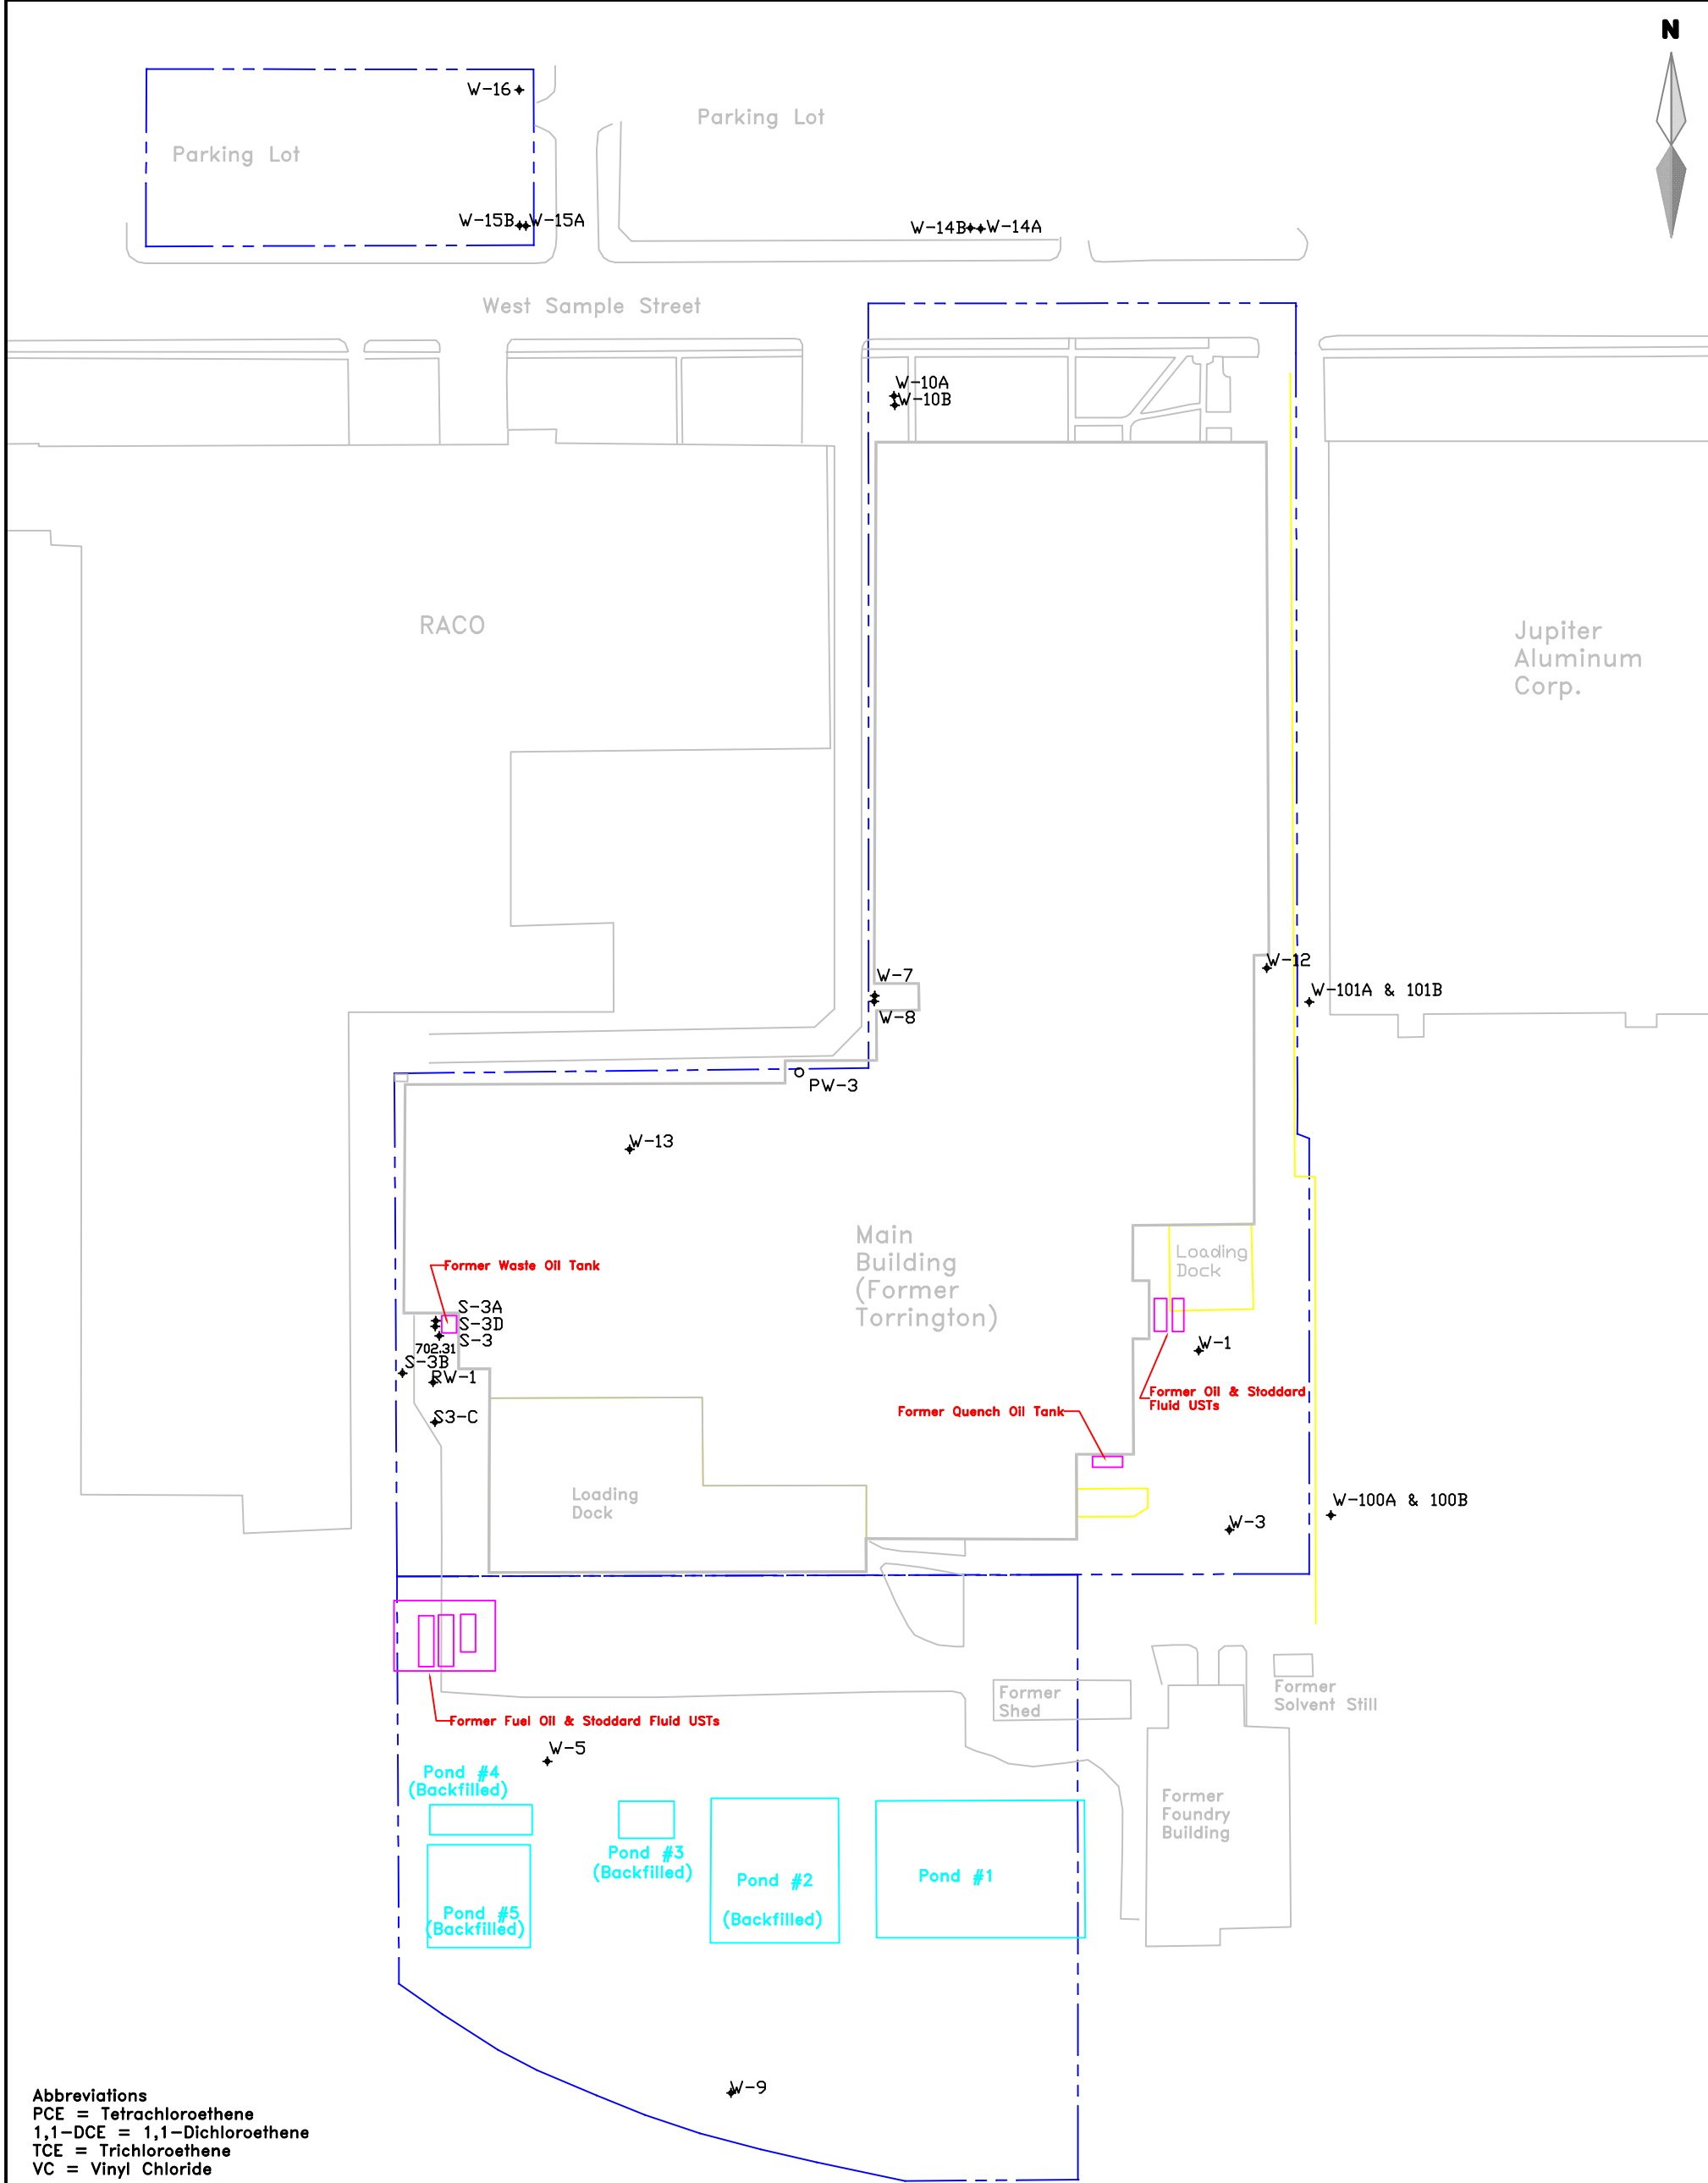 N
W-16
Parking Lot
Parking Lot
W-15B
W-15A
W-14B
W-14A
West Sample Street
W-10A
W-10B
RACO
Jupiter
Aluminum
Corp.
W-12
W-7
W-101A & 101B
W-8
PW-3
W-13
Main
Building
(Former
Torrington)
Loading
Dock
Former Waste Oil Tank
S-3A
S-3D
S-3
702.31
S-3B
RW-1
S3-C
W-1
Former Oil & Stoddard
Fluid USTs
Former Quench Oil Tank
Loading
Dock
W-100A & 100B
W-3
Former
Shed
Former
Solvent Still
Former Fuel Oil & Stoddard Fluid USTs
W-5
Pond #4
(Backfilled)
Former
Foundry
Building
Pond #3
(Backfilled)
Pond #2
(Backfilled)
Pond #1
Pond #5
(Backfilled)
W-9
Abbreviations
PCE = Tetrachloroethene
1,1-DCE = 1,1-Dichloroethene
TCE = Trichloroethene
VC = Vinyl Chloride